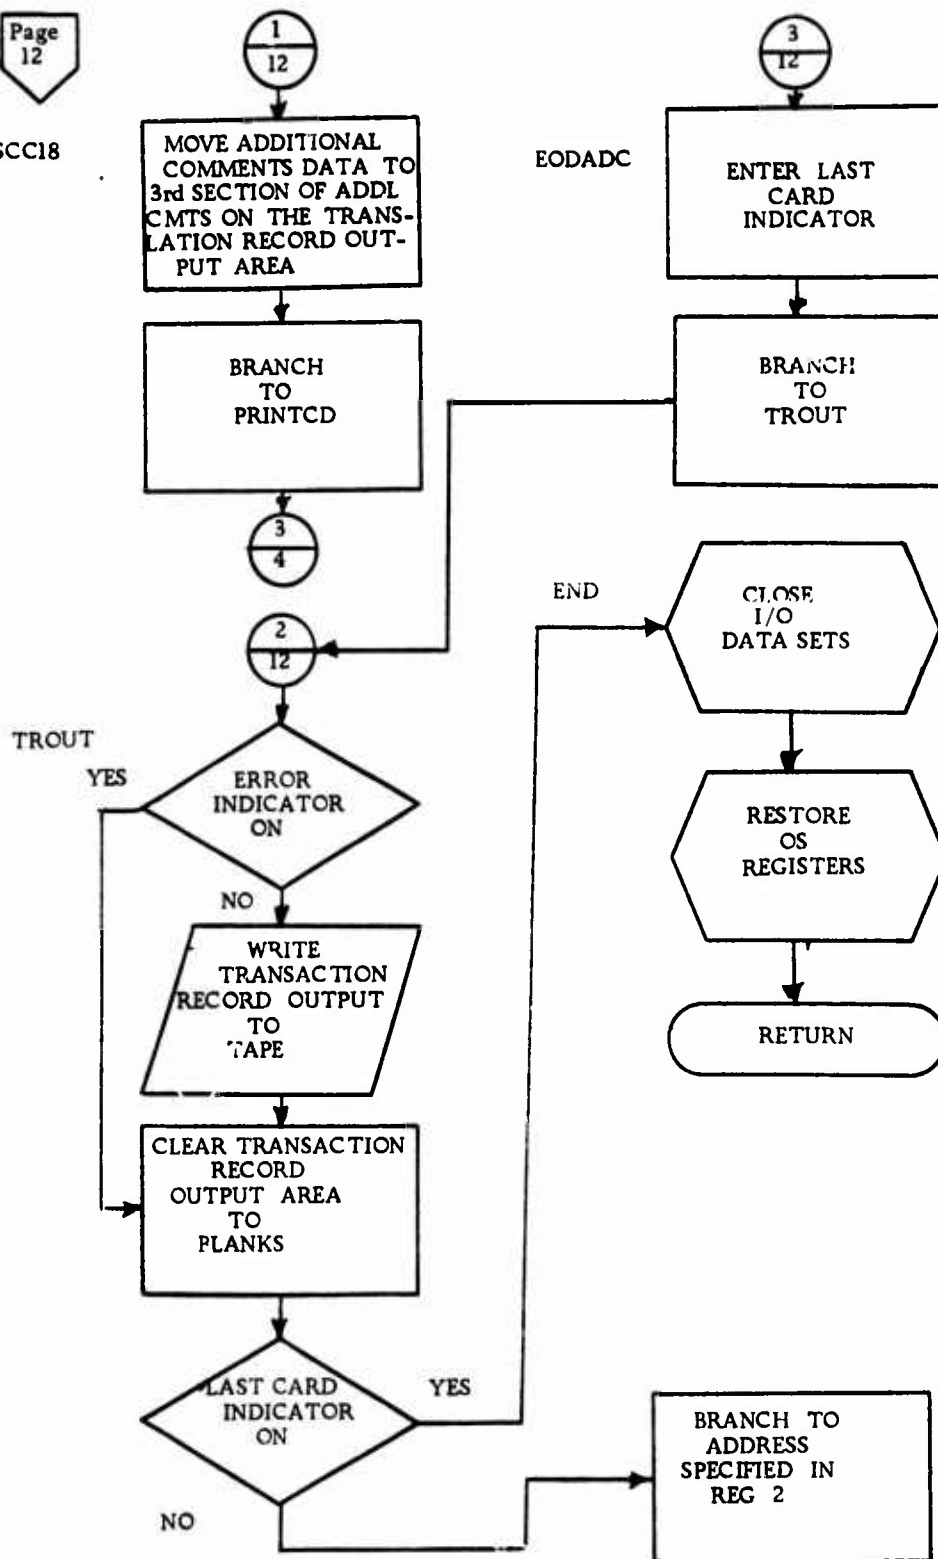 Page
12
1
12
3
12
SCC18
MOVE ADDITIONAL
COMMENTS DATA TO
3rd SECTION OF ADDL
CMTS ON THE TRANS-
LATION RECORD OUT-
PUT AREA
EODADC
ENTER LAST
CARD
INDICATOR
BRANCH
TO
PRINTCD
BRANCH
TO
TROUT
3
4
2
12
END
CLOSE
I/O
DATA SETS
TROUT
YES
ERROR
INDICATOR
ON
NO
RESTORE
OS
REGISTERS
WRITE
TRANSACTION
RECORD OUTPUT
TO
TAPE
RETURN
CLEAR TRANSACTION
RECORD
OUTPUT AREA
TO
PLANKS
LAST CARD
INDICATOR
ON
YES
NO
BRANCH TO
ADDRESS
SPECIFIED IN
REG 2